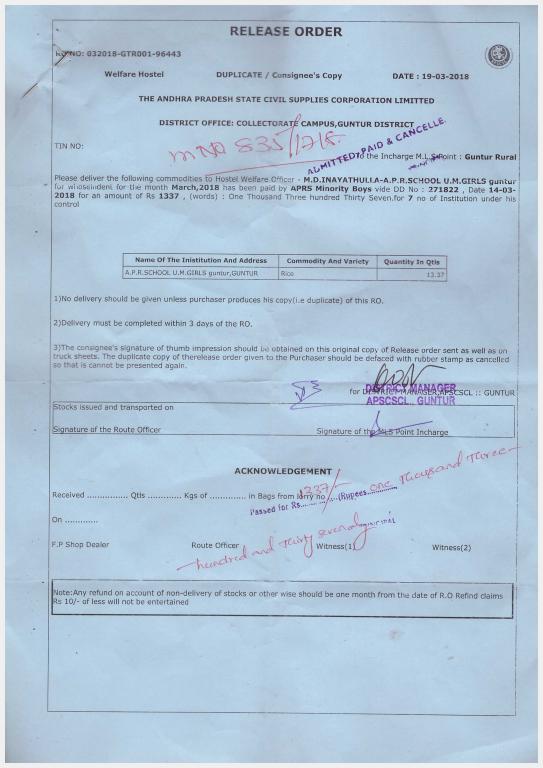 RELEASE ORDER
RO NO: 032018-GTR001-96443
Welfare Hostel DUPLICATE / Consignee's Copy DATE : 19-03-2018
THE ANDHRA PRADESH STATE CIVIL SUPPLIES CORPORATION LIMITTED
DISTRICT OFFICE: COLLECTORATE CAMPUS,GUNTUR DISTRICT
M NO 835/17-18
ADMITTED,PAID & CANCELLE.
TIN NO:
To the Incharge M.L.S Point : Guntur Rural
Please deliver the following commodities to Hostel Welfare Officer - M.D.INAYATHULLA-A.P.R.SCHOOL U.M.GIRLS guntur
for whoseindent for the month March,2018 has been paid by APRS Minority Boys vide DD No : 271822 , Date 14-03-
2018 for an amount of Rs 1337 , (words) : One Thousand Three hundred Thirty Seven.for 7 no of Institution under his
control
Name Of The Inistitution And Address Commodity And Variety Quantity In Qtls
A.P.R.SCHOOL U.M.GIRLS guntur,GUNTUR Rice 13.37
1)No delivery should be given unless purchaser produces his copy(i.e duplicate) of this RO.
2)Delivery must be completed within 3 days of the RO.
3)The consignee's signature of thumb impression should be obtained on this original copy of Release order sent as well as on
truck sheets. The duplicate copy of therelease order given to the Purchaser should be defaced with rubber stamp as cancelled
so that is cannot be presented again.
for DISTRICT MANAGER,APSCSCL :: GUNTUR
DISTRICT MANAGER
APSCSCL.. GUNTUR
Stocks issued and transported on
Signature of the Route Officer Signature of the MLS Point Incharge
ACKNOWLEDGEMENT
Received ................ Qtls ............. Kgs of .............. in Bags from lorry no
Passed for Rs. 1337/- (Rupees one Thousand Three
On .............
hundred and Thirty seven only
F.P Shop Dealer Route Officer Witness(1) Witness(2)
Note:Any refund on account of non-delivery of stocks or other wise should be one month from the date of R.O Refind claims
Rs 10/- of less will not be entertained